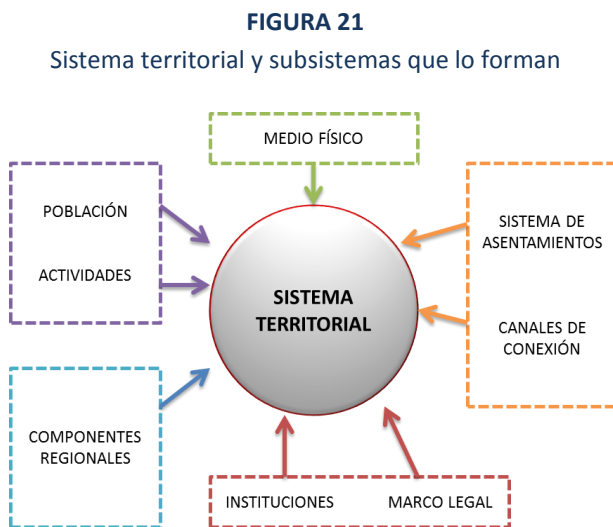 FIGURA 21
Sistema territorial y subsistemas que lo forman
MEDIO FÍSICO
POBLACIÓN
ACTIVIDADES
SISTEMA DE
ASENTAMIENTOS
SISTEMA
TERRITORIAL
CANALES DE
CONEXIÓN
COMPONENTES
REGIONALES
INSTITUCIONES
MARCO LEGAL